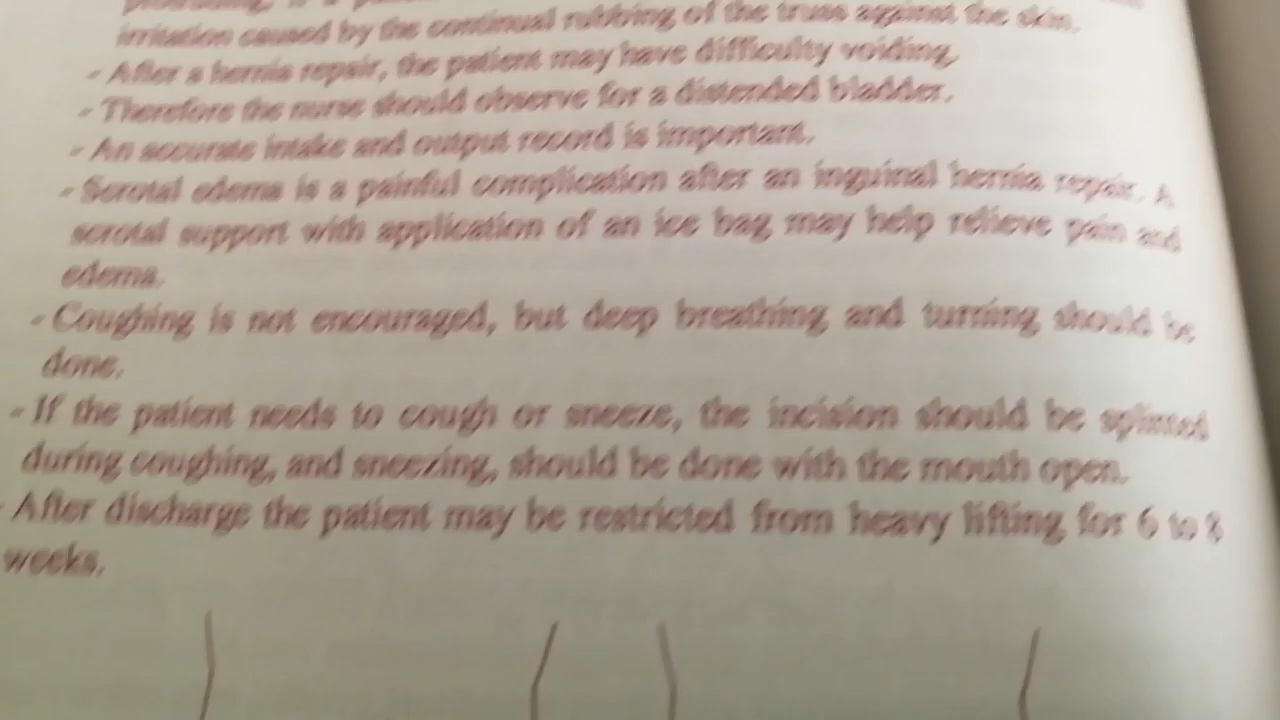 irritation caused by the continual rubbing of the truss against the skin.
- After a hernia repair, the patient may have difficulty voiding,
- Therefore the nurse should observe for a distended bladder.
- An accurate intake and output record is important.
- Scrotal edema is a painful complication after an inguinal hernia repair. A
scrotal support with application of an ice bag may help relieve pain and
edema.
- Coughing is not encouraged, but deep breathing and turning should be
done.
- If the patient needs to cough or sneeze, the incision should be splinted
during coughing, and sneezing, should be done with the mouth open.
- After discharge the patient may be restricted from heavy lifting for 6 to 8
weeks.